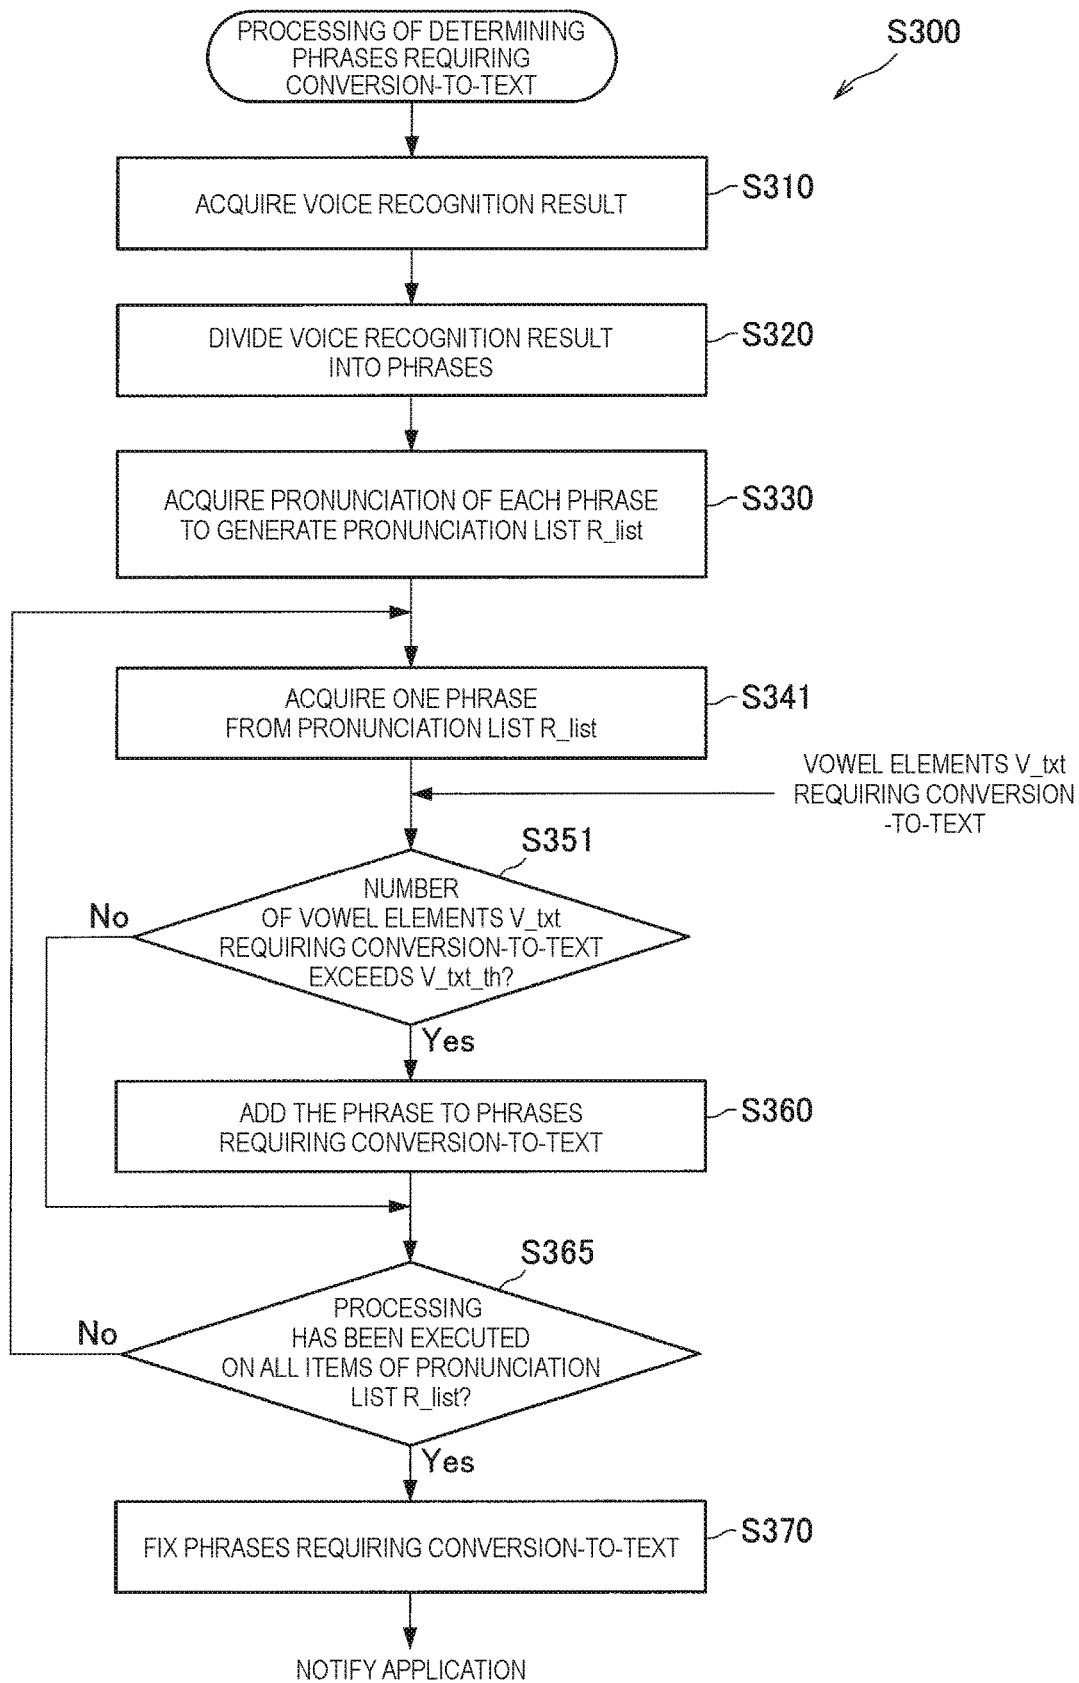 PROCESSING OF DETERMINING
PHRASES REQUIRING
CONVERSION-TO-TEXT
S300
ACQUIRE VOICE RECOGNITION RESULT
S310
DIVIDE VOICE RECOGNITION RESULT
INTO PHRASES
S320
ACQUIRE PRONUNCIATION OF EACH PHRASE
TO GENERATE PRONUNCIATION LIST R_list
S330
ACQUIRE ONE PHRASE
FROM PRONUNCIATION LIST R_list
S341
VOWEL ELEMENTS V_txt
REQUIRING CONVERSION
-TO-TEXT
S351
NUMBER
OF VOWEL ELEMENTS V_txt
REQUIRING CONVERSION-TO-TEXT
EXCEEDS V_txt_th?
No
Yes
ADD THE PHRASE TO PHRASES
REQUIRING CONVERSION-TO-TEXT
S360
S365
PROCESSING
HAS BEEN EXECUTED
ON ALL ITEMS OF PRONUNCIATION
LIST R_list?
No
Yes
FIX PHRASES REQUIRING CONVERSION-TO-TEXT
S370
NOTIFY APPLICATION